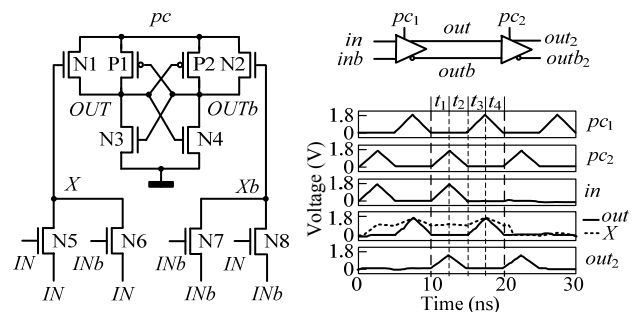 pc
N1 P1 P2 N2
OUT OUTb
N3 N4
X Xb
N5 N6 N7 N8
IN INb INb IN
IN IN INb INb
pc1 pc2
in out out2
inb outb outb2
t1 t2 t3 t4
1.8 0 pc1
1.8 0 pc2
1.8 0 in
1.8 0 out X
1.8 0 out2
Voltage (V)
0 10 20 30
Time (ns)